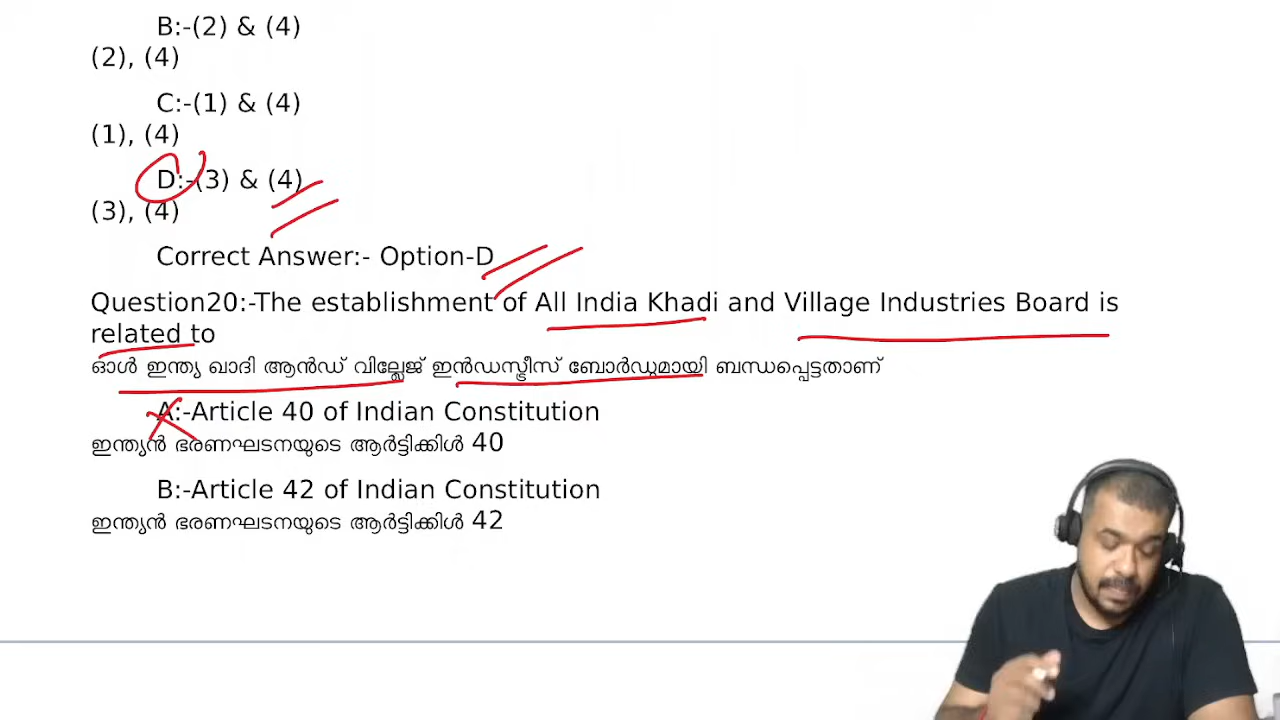 B:-(2) & (4)
(2), (4)
C:-(1) & (4)
(1), (4)
D:-(3) & (4)
(3), (4)
Correct Answer:- Option-D
Question20:-The establishment of All India Khadi and Village Industries Board is
related to
ഓൾ ഇന്ത്യ ഖാദി ആൻഡ് വില്ലേജ് ഇൻഡസ്ട്രീസ് ബോർഡുമായി ബന്ധപ്പെട്ടതാണ്
A:-Article 40 of Indian Constitution
ഇന്ത്യൻ ഭരണഘടനയുടെ ആർട്ടിക്കിൾ 40
B:-Article 42 of Indian Constitution
ഇന്ത്യൻ ഭരണഘടനയുടെ ആർട്ടിക്കിൾ 42